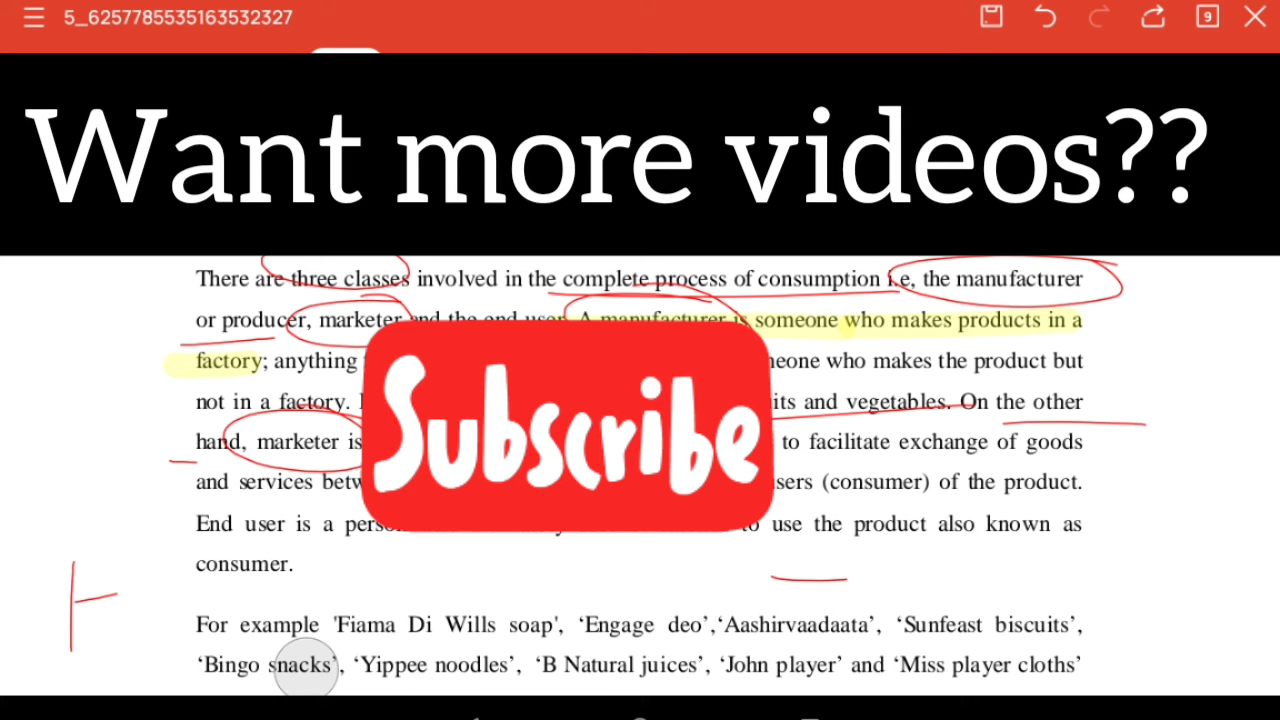 5_6257785535163532327
9
Want more videos??
There are three classes involved in the complete process of consumption i.e, the manufacturer
or producer, marketer and the end user. A manufacturer is someone who makes products in a
factory; anything someone who makes the product but
not in a factory. fruits and vegetables. On the other
hand, marketer is to facilitate exchange of goods
and services users (consumer) of the product.
End user is a to use the product also known as
consumer.
Subscribe
For example 'Fiama Di Wills soap', ‘Engage deo’,‘Aashirvaadaata’, ‘Sunfeast biscuits’,
‘Bingo snacks’, ‘Yippee noodles’, ‘B Natural juices’, ‘John player’ and ‘Miss player cloths’